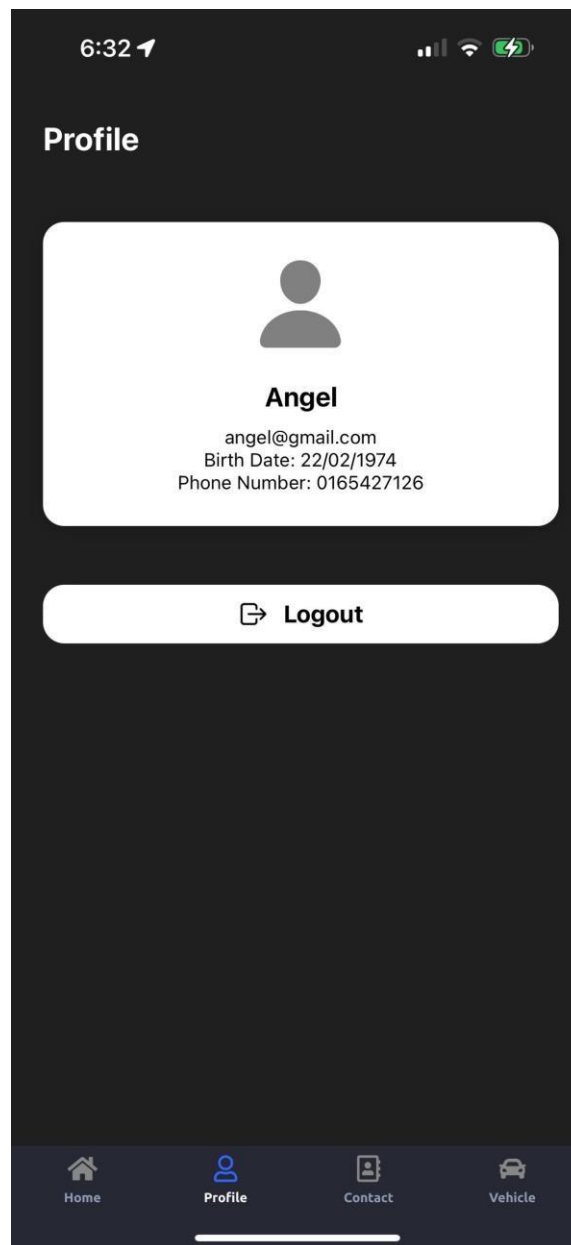 6:32
Profile
Angel
angel@gmail.com
Birth Date: 22/02/1974
Phone Number: 0165427126
Logout
Home Profile Contact Vehicle